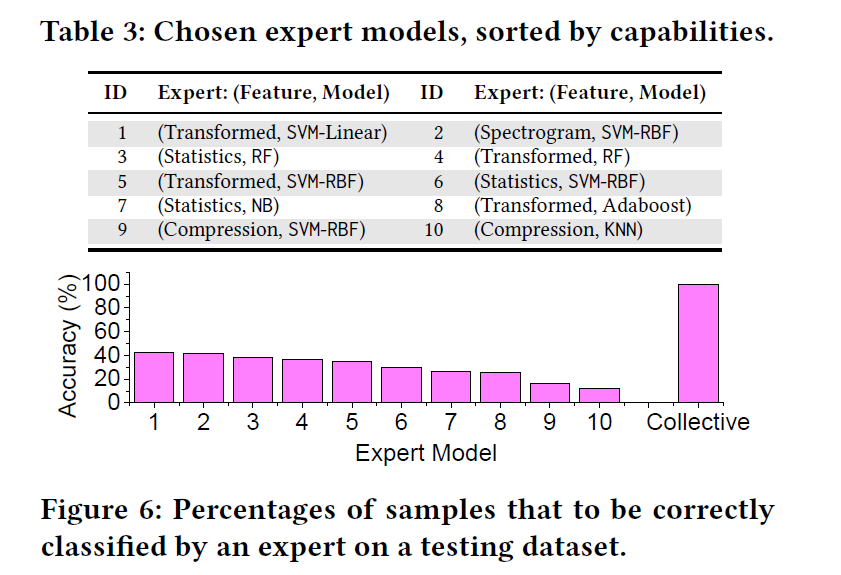 Table 3: Chosen expert models, sorted by capabilities.
ID Expert: (Feature, Model) ID Expert: (Feature, Model)
1 (Transformed, SVM-Linear) 2 (Spectrogram, SVM-RBF)
3 (Statistics, RF) 4 (Transformed, RF)
5 (Transformed, SVM-RBF) 6 (Statistics, SVM-RBF)
7 (Statistics, NB) 8 (Transformed, Adaboost)
9 (Compression, SVM-RBF) 10 (Compression, KNN)
Accuracy (%)
100
80
60
40
20
0
1 2 3 4 5 6 7 8 9 10 Collective
Expert Model
Figure 6: Percentages of samples that to be correctly
classified by an expert on a testing dataset.